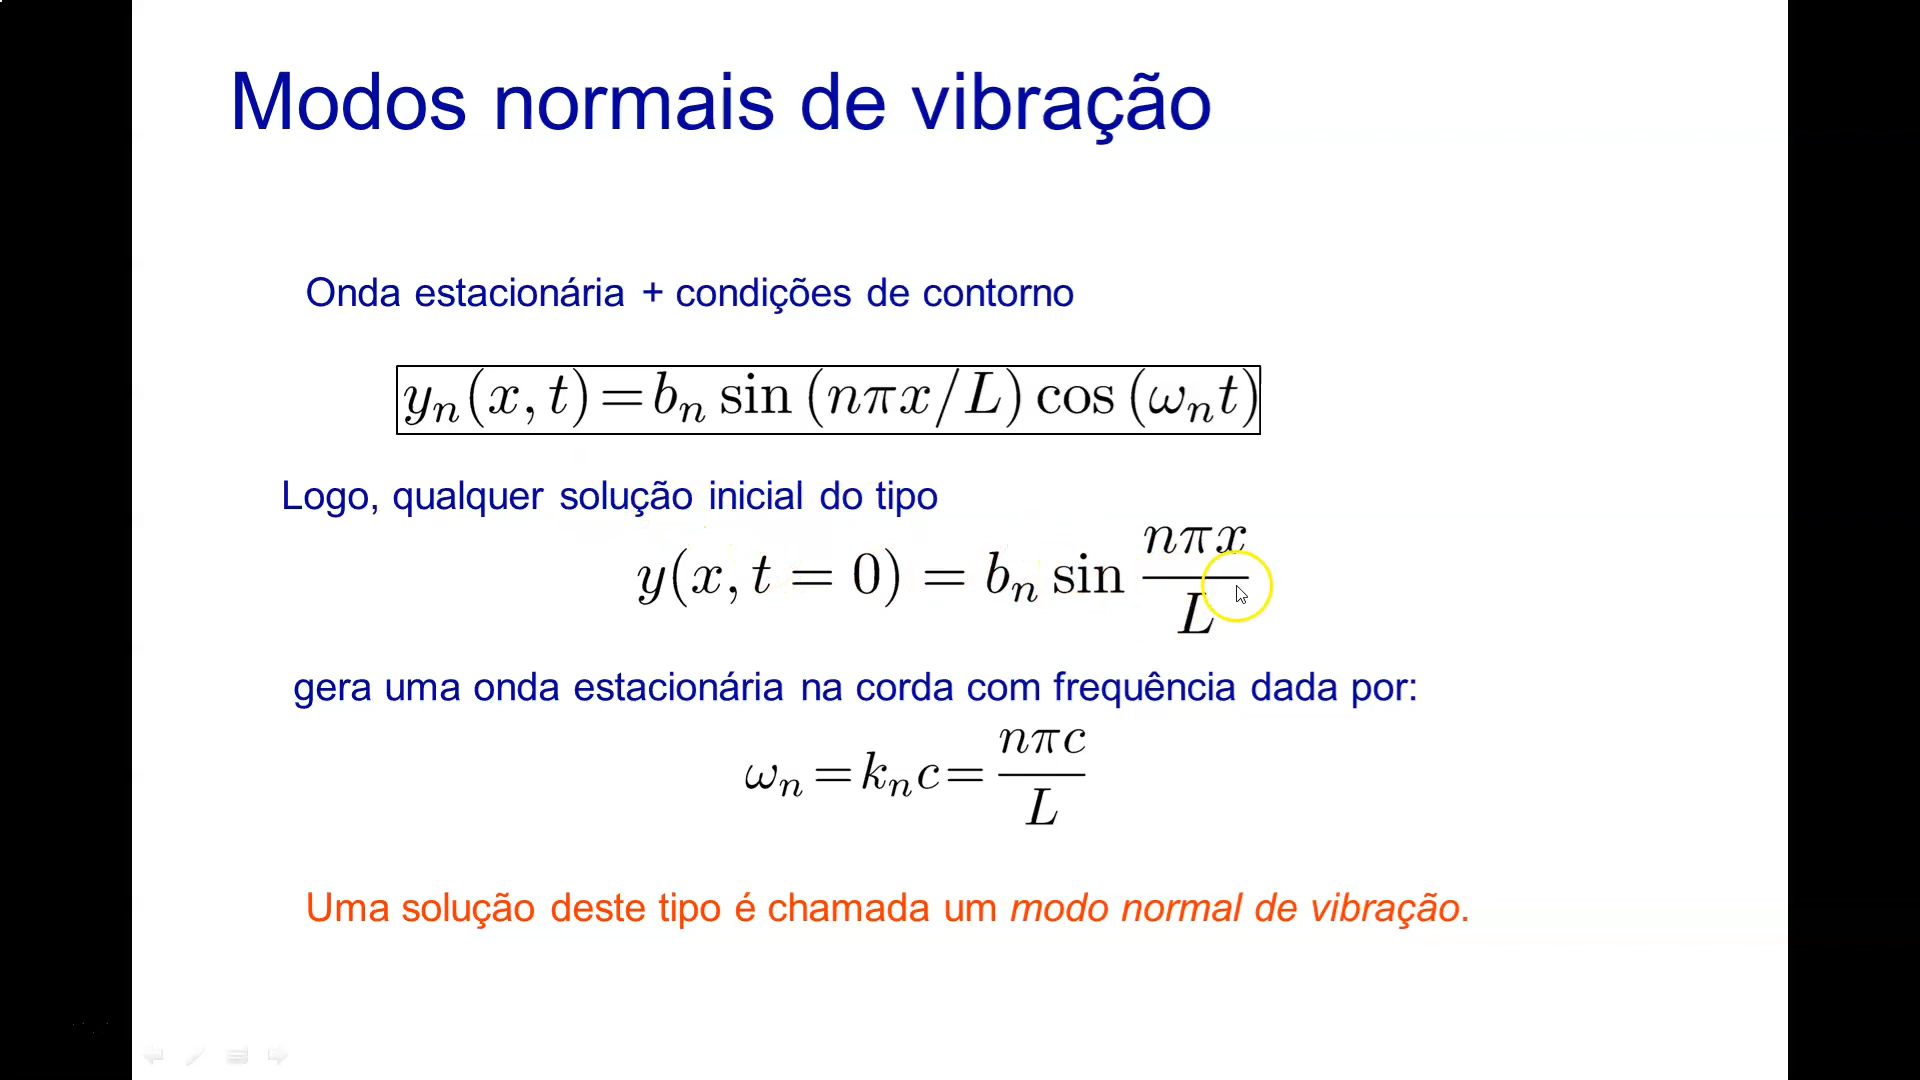 Modos normais de vibração
Onda estacionária + condições de contorno
yₙ(x, t) = bₙ sin (nπx/L) cos (ωₙt)
Logo, qualquer solução inicial do tipo
y(x, t = 0) = bₙ sin nπx/L
gera uma onda estacionária na corda com frequência dada por:
ωₙ = kₙc = nπc/L
Uma solução deste tipo é chamada um modo normal de vibração.